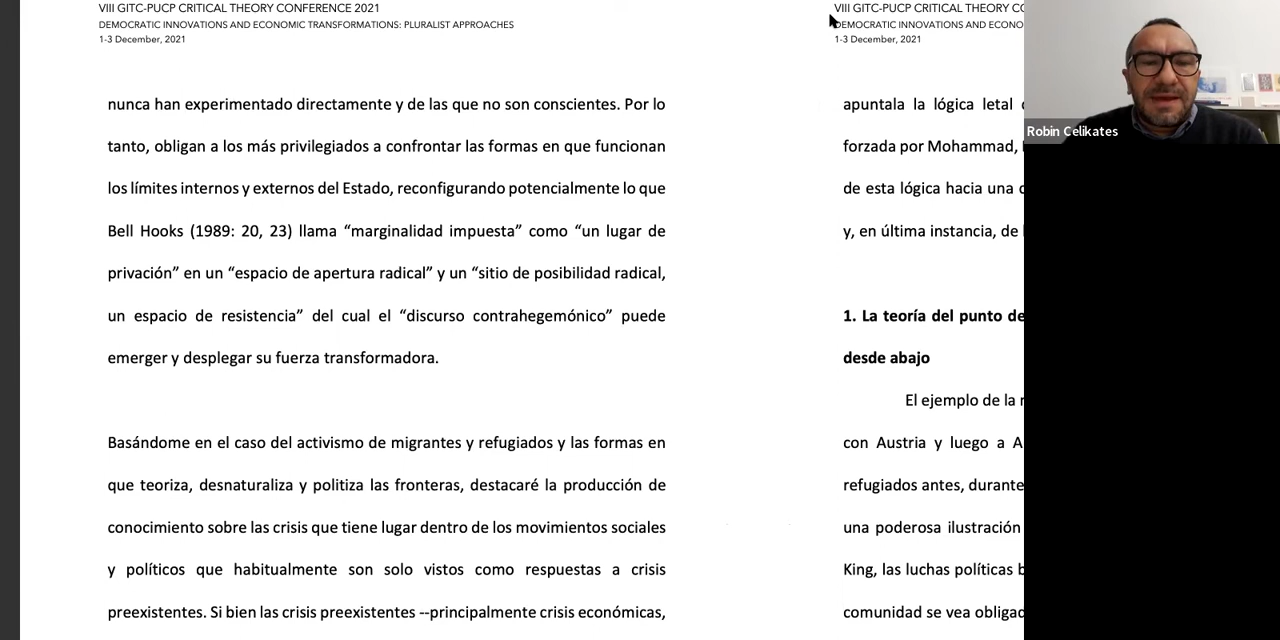 VIII GITC-PUCP CRITICAL THEORY CONFERENCE 2021
DEMOCRATIC INNOVATIONS AND ECONOMIC TRANSFORMATIONS: PLURALIST APPROACHES
1-3 December, 2021
nunca han experimentado directamente y de las que no son conscientes. Por lo
tanto, obligan a los más privilegiados a confrontar las formas en que funcionan
los límites internos y externos del Estado, reconfigurando potencialmente lo que
Bell Hooks (1989: 20, 23) llama “marginalidad impuesta” como “un lugar de
privación” en un “espacio de apertura radical” y un “sitio de posibilidad radical,
un espacio de resistencia” del cual el “discurso contrahegemónico” puede
emerger y desplegar su fuerza transformadora.
Basándome en el caso del activismo de migrantes y refugiados y las formas en
que teoriza, desnaturaliza y politiza las fronteras, destacaré la producción de
conocimiento sobre las crisis que tiene lugar dentro de los movimientos sociales
y políticos que habitualmente son solo vistos como respuestas a crisis
preexistentes. Si bien las crisis preexistentes --principalmente crisis económicas,
VIII GITC-PUCP CRITICAL THEORY CO
DEMOCRATIC INNOVATIONS AND ECONO
1-3 December, 2021
apuntala la lógica letal
forzada por Mohammad,
de esta lógica hacia una
y, en última instancia, de
1. La teoría del punto de
desde abajo
El ejemplo de la
con Austria y luego a A
refugiados antes, durante
una poderosa ilustración
King, las luchas políticas
comunidad se vea obligad
Robin Celikates